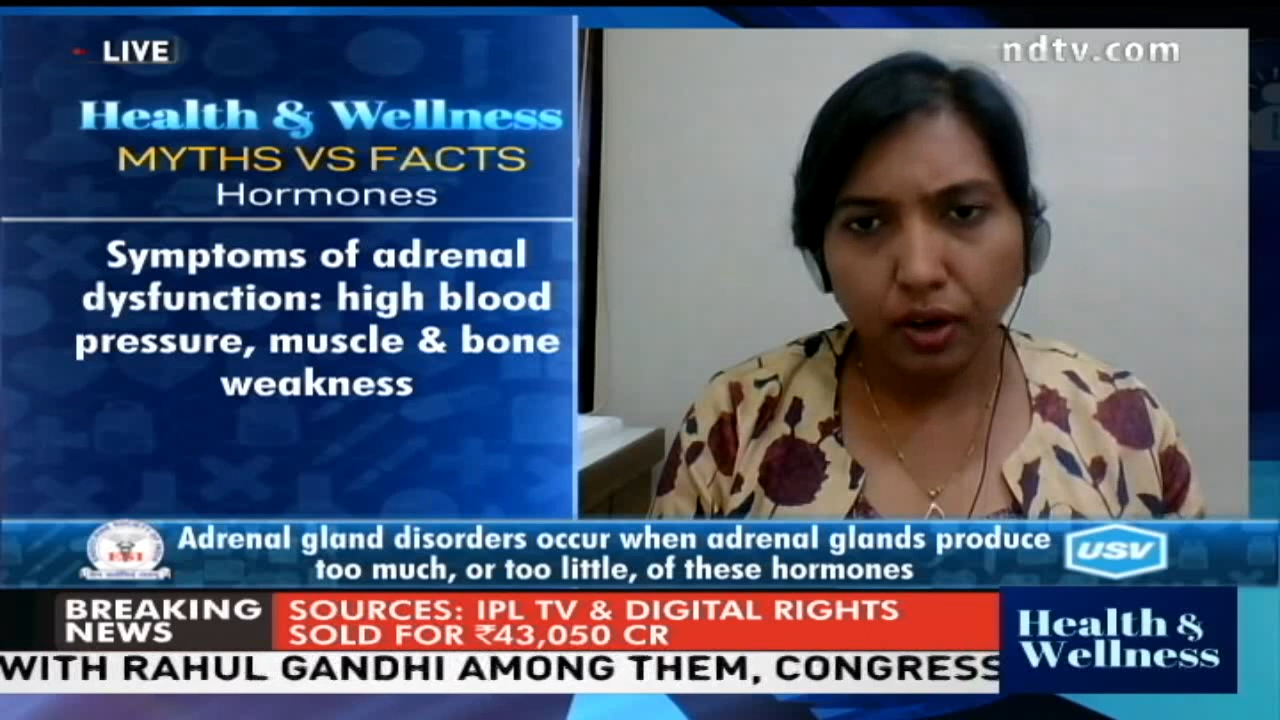 LIVE
ndtv.com
Health & Wellness
MYTHS VS FACTS
Hormones
Symptoms of adrenal
dysfunction: high blood
pressure, muscle & bone
weakness
ESI
Adrenal gland disorders occur when adrenal glands produce
too much, or too little, of these hormones
USV
BREAKING
NEWS
SOURCES: IPL TV & DIGITAL RIGHTS
SOLD FOR ₹43,050 CR
Health &
Wellness
WITH RAHUL GANDHI AMONG THEM, CONGRESS